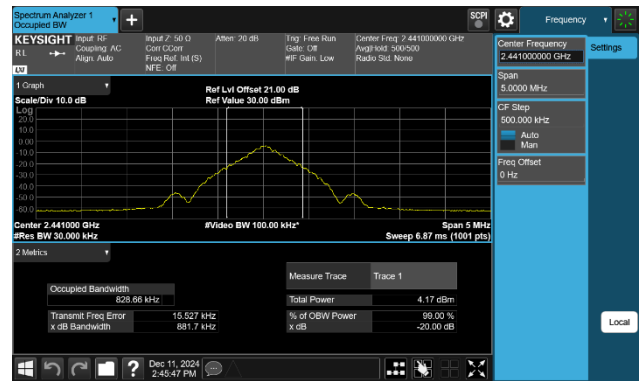 Spectrum Analyzer 1
Occupied BW
SCPI
Frequency
KEYSIGHT
Input: RF
Coupling: AC
Align: Auto
RL
LXI
Input Z: 50 Ω
Corr CCorr
Freq Ref: Int (S)
NFE: Off
Atten: 20 dB
Trig: Free Run
Gate: Off
#IF Gain: Low
Center Freq: 2.441000000 GHz
Avg|Hold: 500/500
Radio Std: None
Center Frequency
2.441000000 GHz
Settings
Span
5.0000 MHz
CF Step
500.000 kHz
Auto
Man
Freq Offset
0 Hz
1 Graph
Scale/Div 10.0 dB
Ref Lvl Offset 21.00 dB
Ref Value 30.00 dBm
Log
20.0
10.0
0.00
-10.0
-20.0
-30.0
-40.0
-50.0
-60.0
Center 2.441000 GHz
#Res BW 30.000 kHz
#Video BW 100.00 kHz*
Span 5 MHz
Sweep 6.87 ms (1001 pts)
2 Metrics
Measure Trace
Trace 1
Occupied Bandwidth
828.66 kHz
Total Power
4.17 dBm
Transmit Freq Error
15.527 kHz
% of OBW Power
99.00 %
x dB Bandwidth
881.7 kHz
x dB
-20.00 dB
Local
Dec 11, 2024
2:45:47 PM